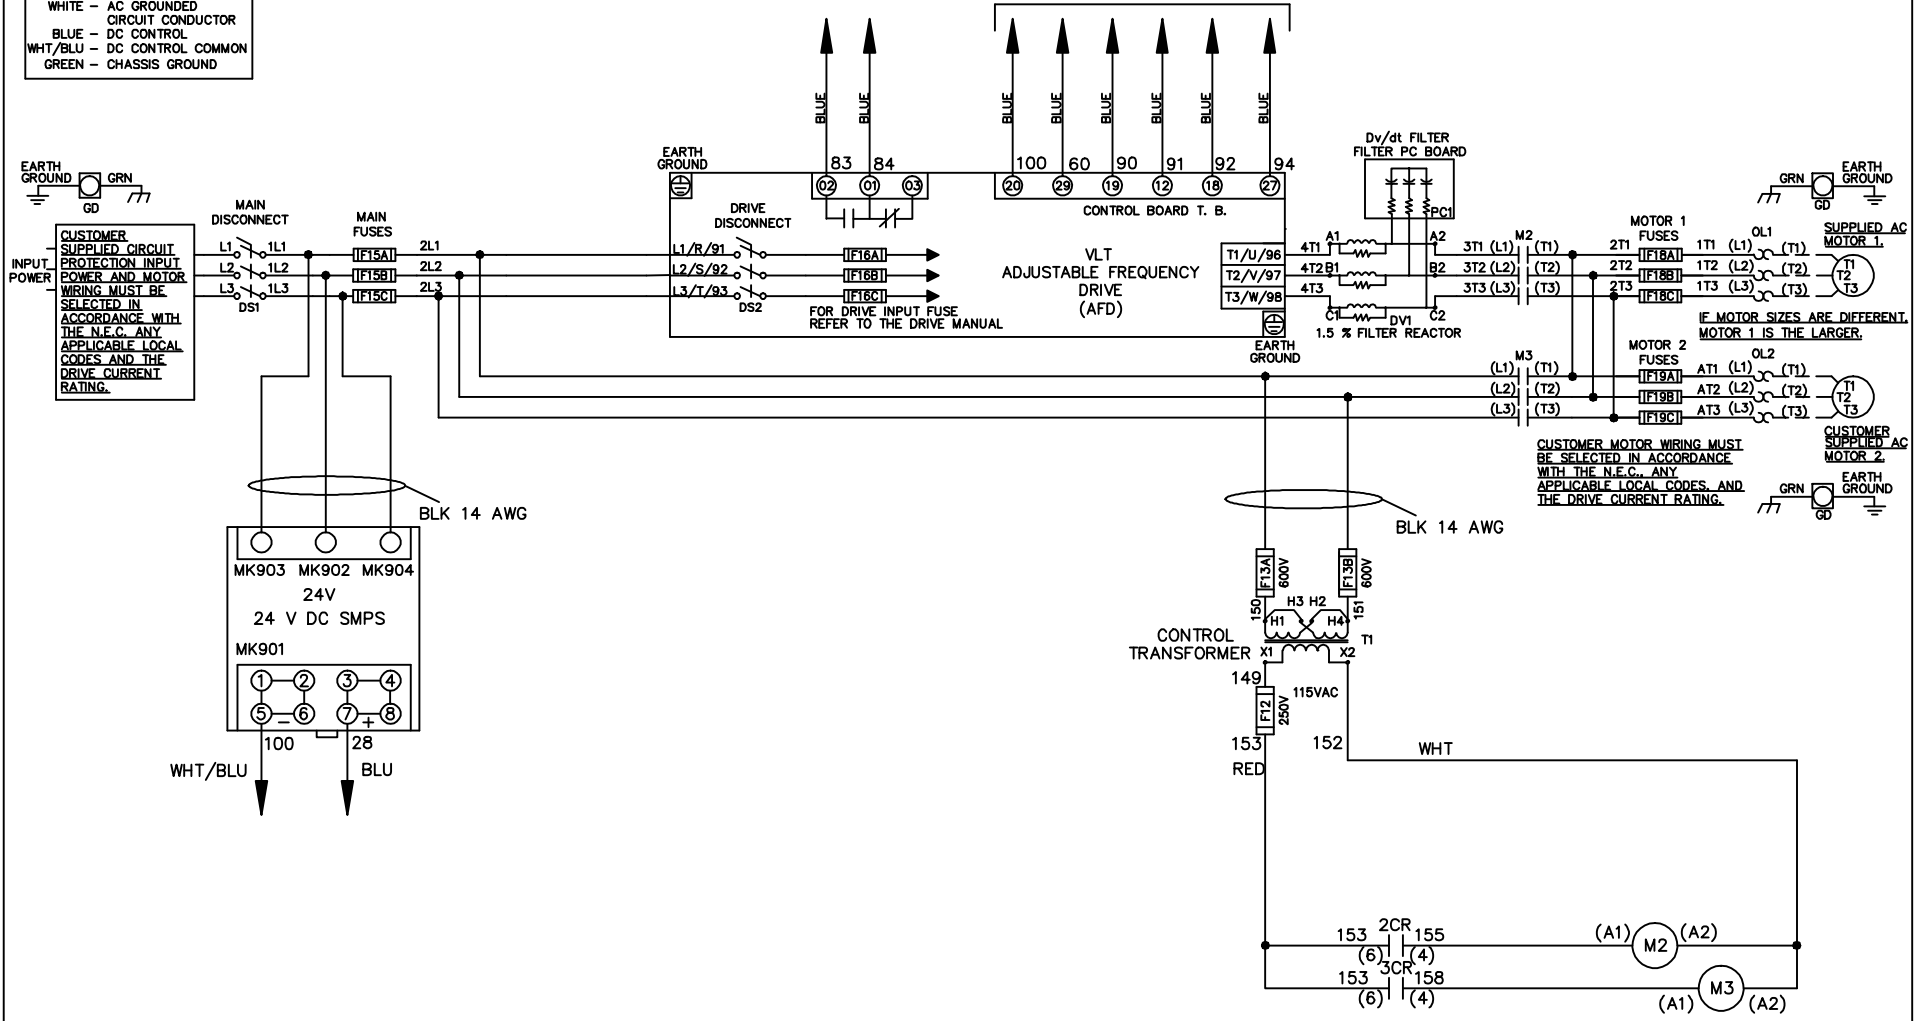 WHITE – AC GROUNDED
CIRCUIT CONDUCTOR
BLUE – DC CONTROL
WHT/BLU – DC CONTROL COMMON
GREEN – CHASSIS GROUND
BLUE
BLUE
BLUE
BLUE
BLUE
BLUE
BLUE
BLUE
EARTH
GROUND
83
84
100
60
90
91
92
94
02
01
03
20
29
19
12
18
27
CONTROL BOARD T. B.
Dv/dt FILTER
FILTER PC BOARD
PC1
EARTH
GROUND
GRN
GD
GRN
EARTH
GROUND
GD
INPUT
POWER
CUSTOMER
SUPPLIED CIRCUIT
PROTECTION INPUT
POWER AND MOTOR
WIRING MUST BE
SELECTED IN
ACCORDANCE WITH
THE N.E.C. ANY
APPLICABLE LOCAL
CODES AND THE
DRIVE CURRENT
RATING.
MAIN
DISCONNECT
L1
1L1
L2
1L2
L3
1L3
DS1
MAIN
FUSES
F15A
F15B
F15C
2L1
2L2
2L3
DRIVE
DISCONNECT
L1/R/91
L2/S/92
L3/T/93
DS2
F16A
F16B
F16C
FOR DRIVE INPUT FUSE
REFER TO THE DRIVE MANUAL
VLT
ADJUSTABLE FREQUENCY
DRIVE
(AFD)
T1/U/96
T2/V/97
T3/W/98
EARTH
GROUND
4T1
A1
A2
4T2
B1
B2
4T3
C1
C2
DV1
1.5 % FILTER REACTOR
M2
3T1 (L1) (T1)
3T2 (L2) (T2)
3T3 (L3) (T3)
MOTOR 1
FUSES
2T1
F18A
1T1 (L1)
2T2
F18B
1T2 (L2)
2T3
F18C
1T3 (L3)
OL1
(T1)
(T2)
(T3)
SUPPLIED AC
MOTOR 1.
T1
T2
T3
IF MOTOR SIZES ARE DIFFERENT,
MOTOR 1 IS THE LARGER.
M3
(L1) (T1)
(L2) (T2)
(L3) (T3)
MOTOR 2
FUSES
F19A
AT1 (L1)
F19B
AT2 (L2)
F19C
AT3 (L3)
OL2
(T1)
(T2)
(T3)
T1
T2
T3
CUSTOMER
SUPPLIED AC
MOTOR 2.
CUSTOMER MOTOR WIRING MUST
BE SELECTED IN ACCORDANCE
WITH THE N.E.C., ANY
APPLICABLE LOCAL CODES, AND
THE DRIVE CURRENT RATING.
GRN
EARTH
GROUND
GD
BLK 14 AWG
MK903 MK902 MK904
24V
24 V DC SMPS
MK901
1
2
3
4
5
6
7
8
–
+
100
28
WHT/BLU
BLU
BLK 14 AWG
F13A
600V
F13B
600V
150
151
H3 H2
H1
H4
T1
CONTROL
TRANSFORMER
X1
X2
149
115VAC
F12
250V
153
152
WHT
RED
2CR
153
155
(6)
(4)
(A1)
M2
(A2)
3CR
153
158
(6)
(4)
(A1)
M3
(A2)